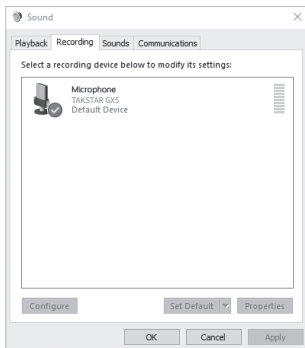 Sound
Playback Recording Sounds Communications
Select a recording device below to modify its settings:
Microphone
TAKSTAR GX5
Default Device
Configure Set Default Properties
OK Cancel Apply